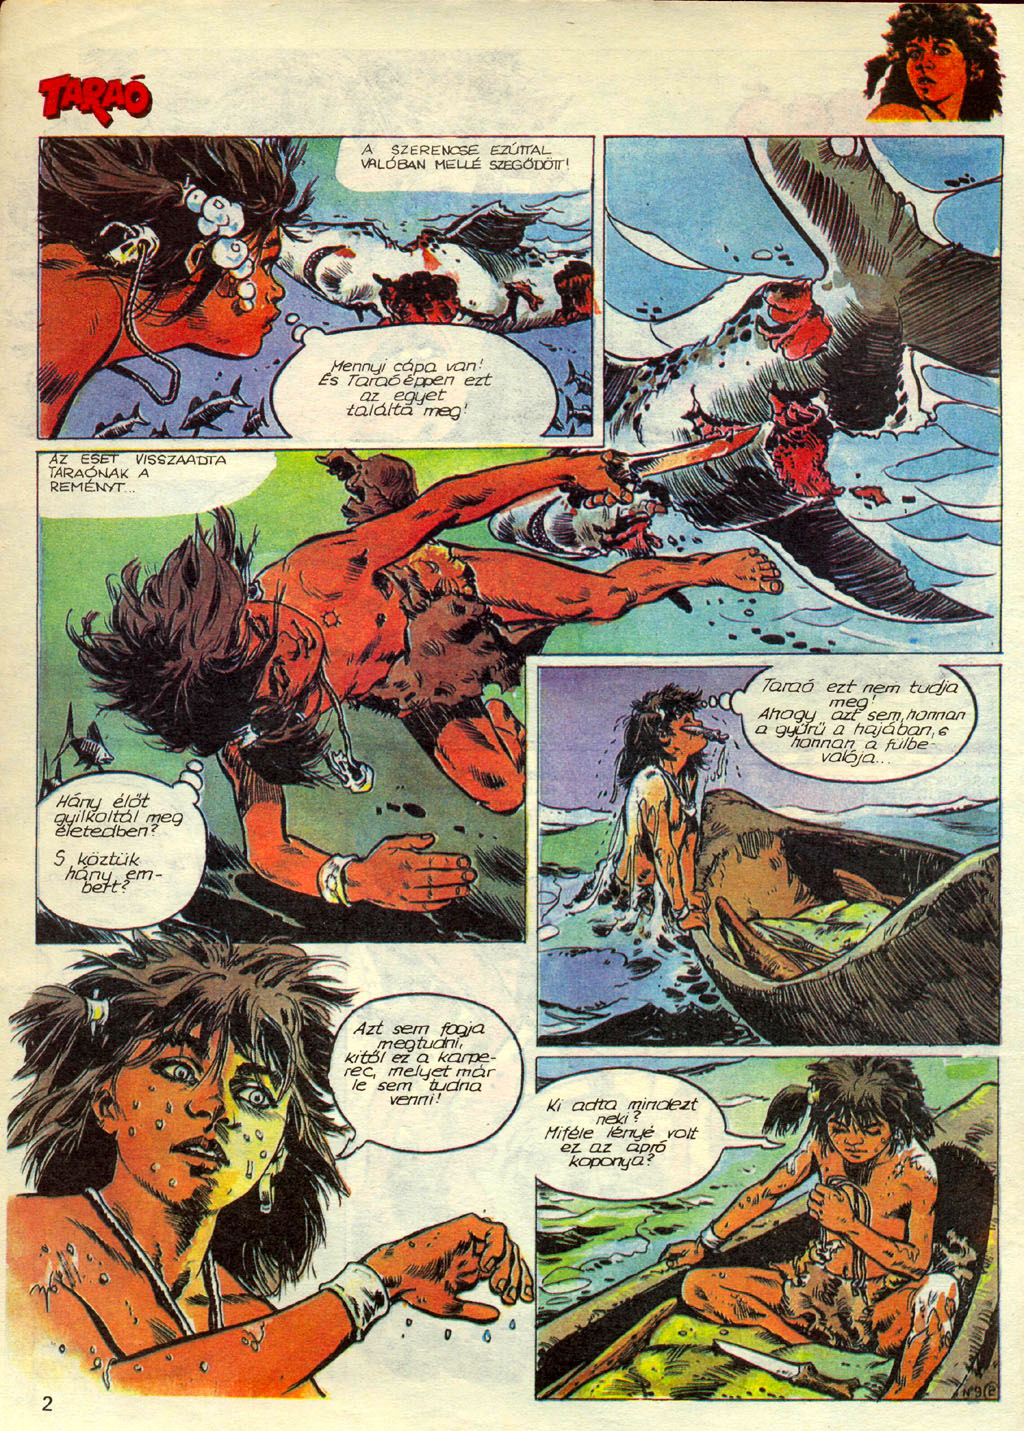 TARAÓ
A SZERENCSE EZÚTTAL
VALÓBAN MELLÉ SZEGŐDÖTT!
Mennyi cápa van!
És Taraó éppen ezt
az egyet
találta meg!
AZ ESET VISSZAADTA
TARAÓNAK A
REMÉNYT...
Hány élőt
gyilkoltál meg
életedben?
S köztük
hány em-
bert?
Taraó ezt nem tudja
meg!
Ahogy azt sem, honnan
a gyűrű a hajában, s
honnan a fülbe
valója...
Azt sem fogja
megtudni,
kitől ez a karpe-
rec, melyet már
le sem tudna
venni!
Ki adta mindezt
neki?
Miféle lényé volt
ez az apró
koponya?
2